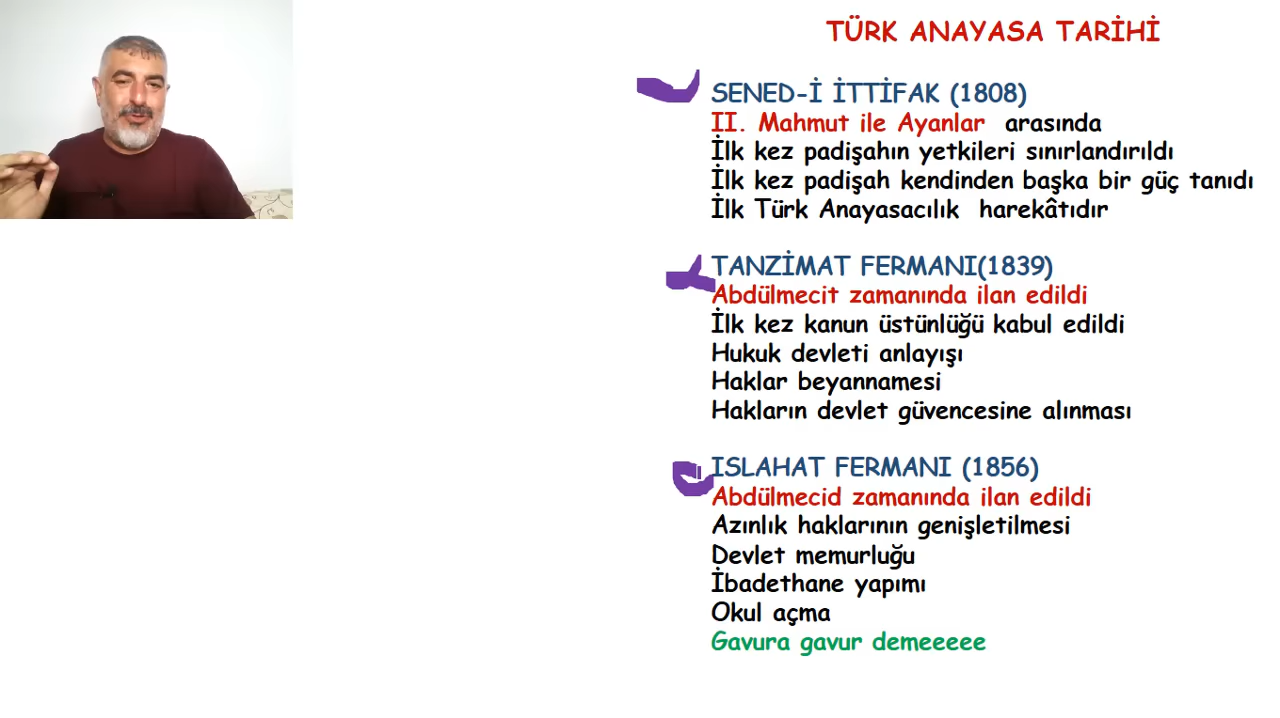 TÜRK ANAYASA TARİHİ
SENED-İ İTTİFAK (1808)
II. Mahmut ile Ayanlar arasında
İlk kez padişahın yetkileri sınırlandırıldı
İlk kez padişah kendinden başka bir güç tanıdı
İlk Türk Anayasacılık harekâtıdır
TANZİMAT FERMANI(1839)
Abdülmecit zamanında ilan edildi
İlk kez kanun üstünlüğü kabul edildi
Hukuk devleti anlayışı
Haklar beyannamesi
Hakların devlet güvencesine alınması
ISLAHAT FERMANI (1856)
Abdülmecid zamanında ilan edildi
Azınlık haklarının genişletilmesi
Devlet memurluğu
İbadethane yapımı
Okul açma
Gavura gavur demeeeee